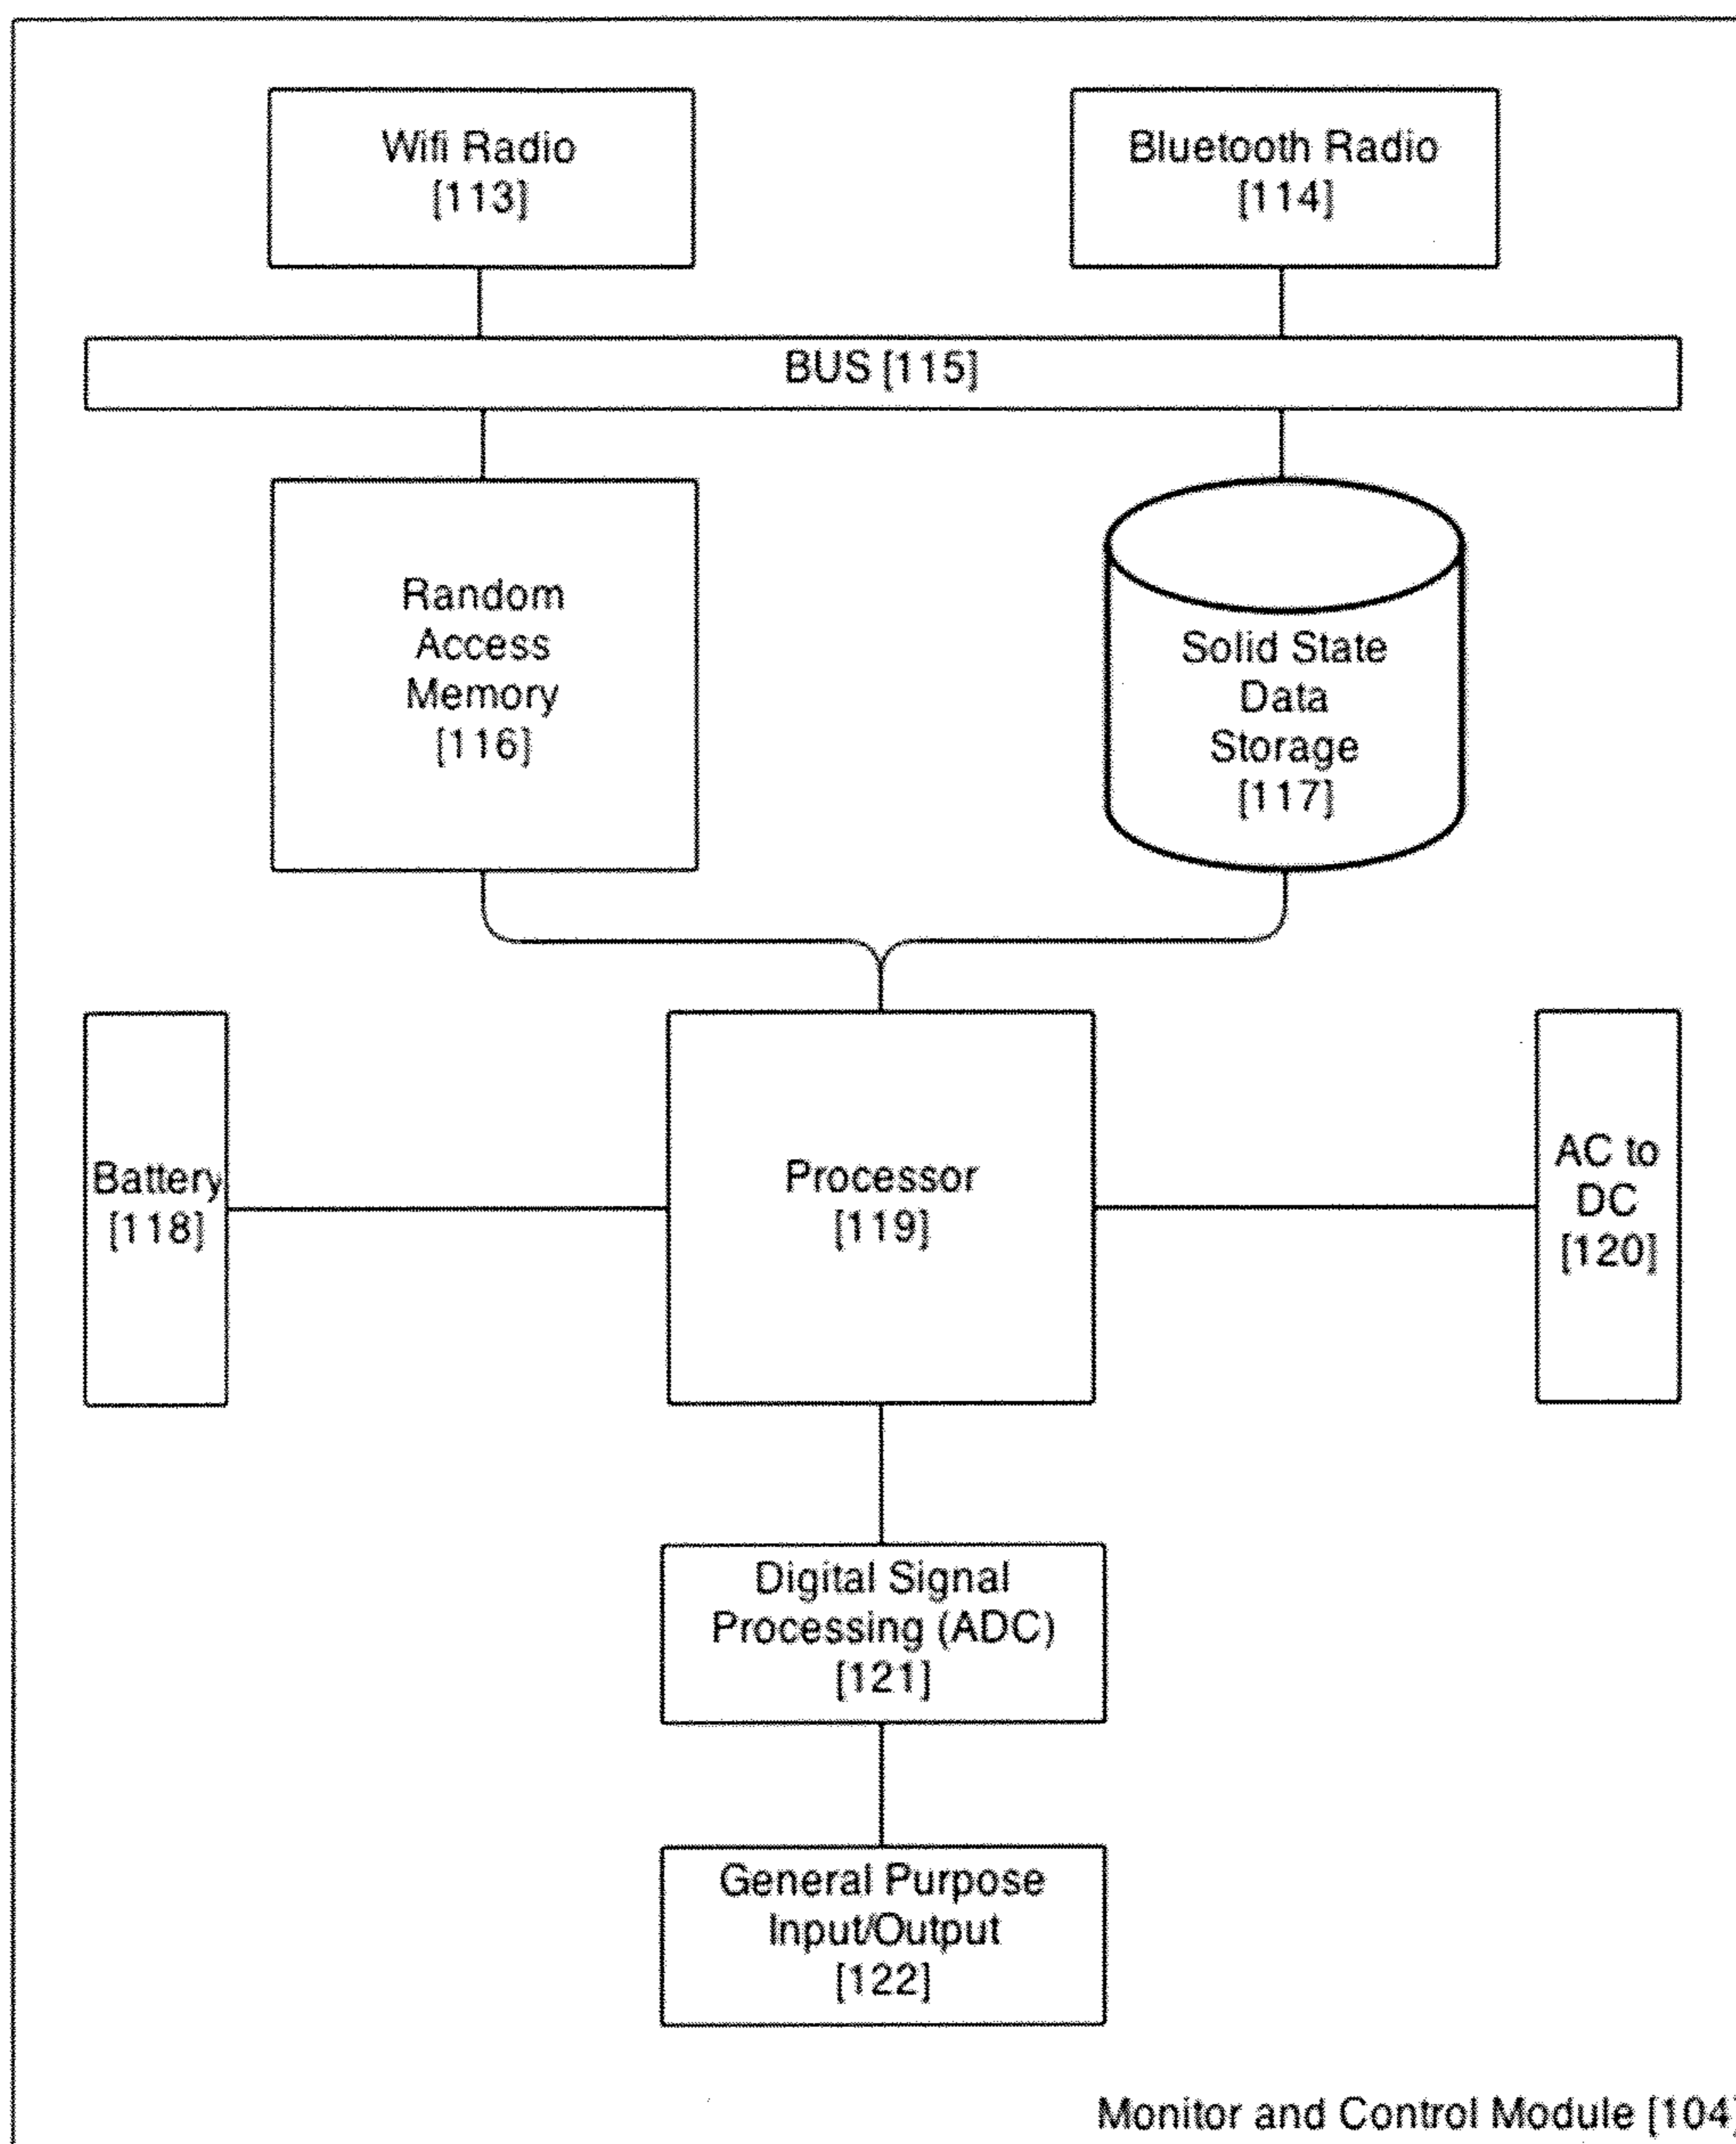 Wifi Radio
[113]
Bluetooth Radio
[114]
BUS [115]
Random
Access
Memory
[116]
Solid State
Data
Storage
[117]
Battery
[118]
Processor
[119]
AC to
DC
[120]
Digital Signal
Processing (ADC)
[121]
General Purpose
Input/Output
[122]
Monitor and Control Module [104]